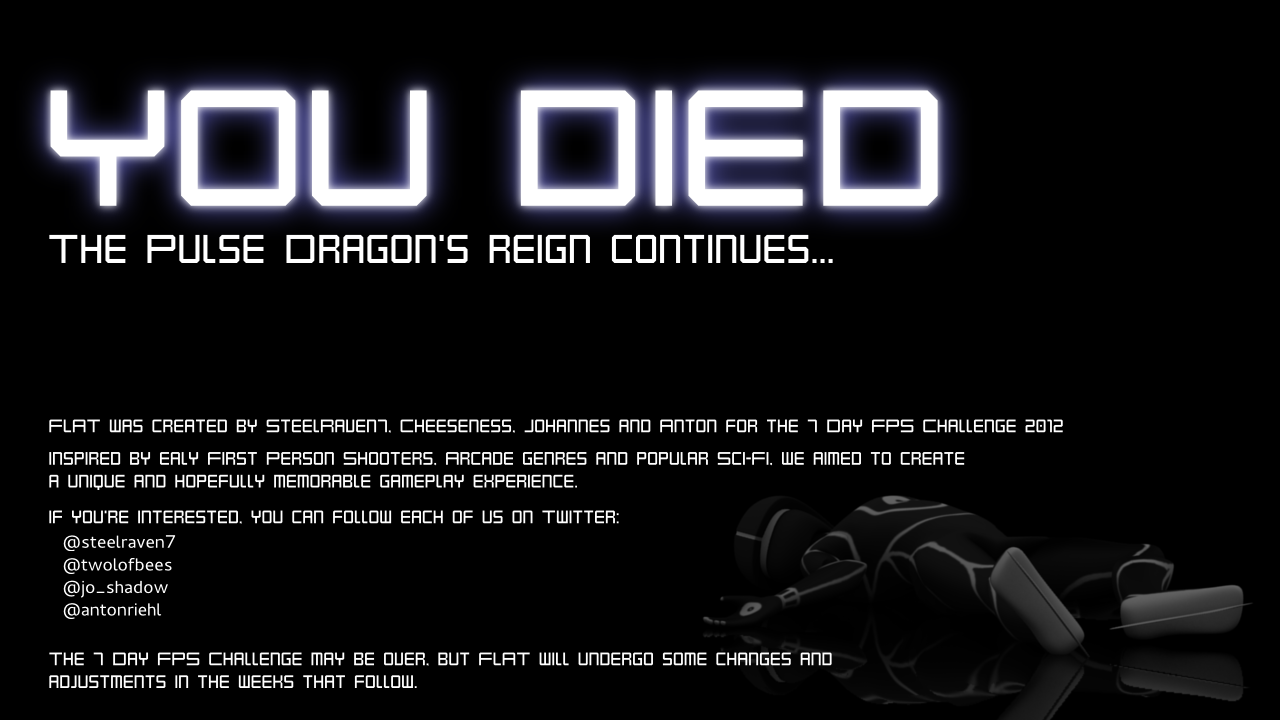 YOU DIED
THE PULSE DRAGON'S REIGN CONTINUES...
FLAT WAS CREATED BY STEELRAVEN7, CHEESENESS, JOHANNES AND ANTON FOR THE 7 DAY FPS CHALLENGE 2012
INSPIRED BY EALY FIRST PERSON SHOOTERS, ARCADE GENRES AND POPULAR SCI-FI, WE AIMED TO CREATE
A UNIQUE AND HOPEFULLY MEMORABLE GAMEPLAY EXPERIENCE.
IF YOU'RE INTERESTED, YOU CAN FOLLOW EACH OF US ON TWITTER:
@steelraven7
@twolofbees
@jo_shadow
@antonriehl
THE 7 DAY FPS CHALLENGE MAY BE OVER, BUT FLAT WILL UNDERGO SOME CHANGES AND
ADJUSTMENTS IN THE WEEKS THAT FOLLOW.